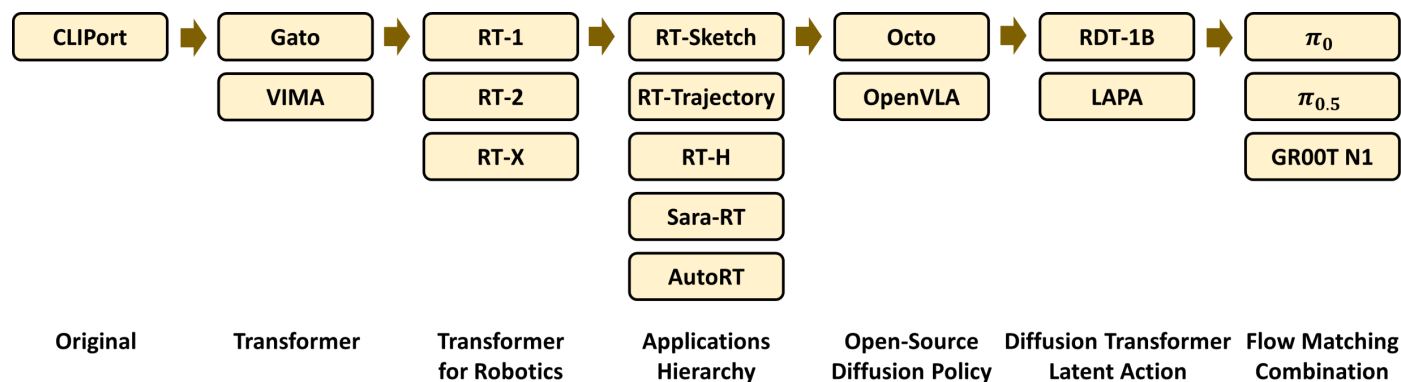 CLIPort
Gato
RT-1
RT-Sketch
Octo
RDT-1B
π₀
VIMA
RT-2
RT-Trajectory
OpenVLA
LAPA
π₀.₅
RT-X
RT-H
GR00T N1
Sara-RT
AutoRT
Original
Transformer
Transformer
for Robotics
Applications
Hierarchy
Open-Source
Diffusion Policy
Diffusion Transformer
Latent Action
Flow Matching
Combination